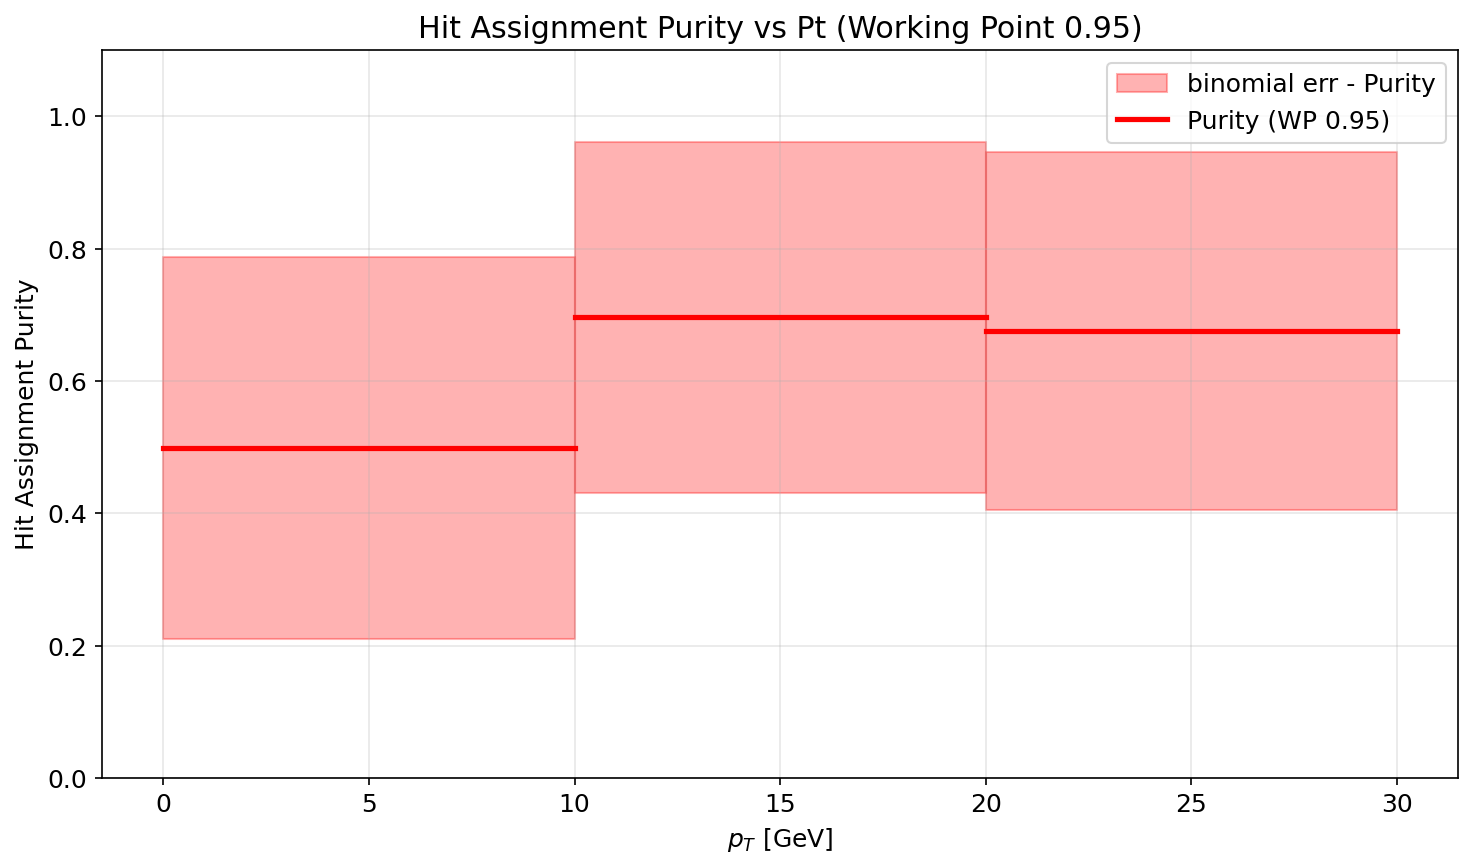 Hit Assignment Purity vs Pt (Working Point 0.95)
binomial err - Purity
Purity (WP 0.95)
Hit Assignment Purity
1.0
0.8
0.6
0.4
0.2
0.0
0 5 10 15 20 25 30
p_T [GeV]